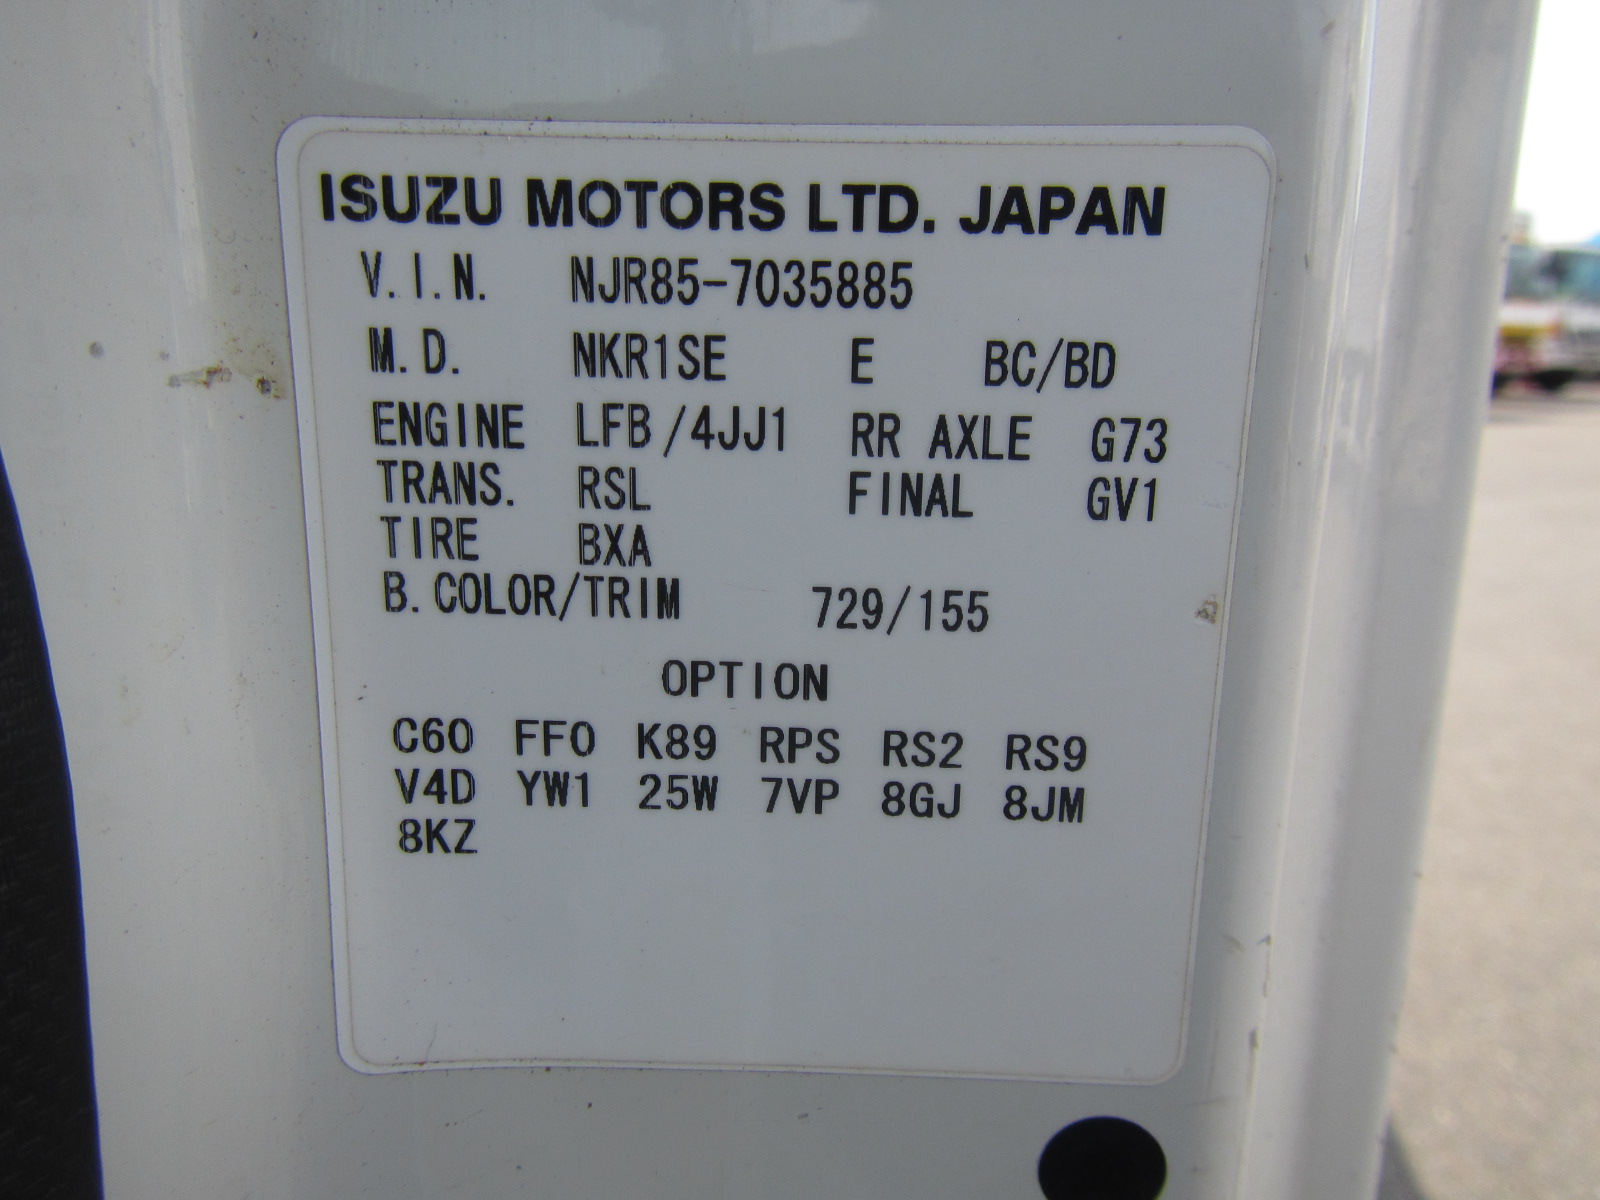 ISUZU MOTORS LTD. JAPAN
V.I.N. NJR85-7035885
M.D. NKR1SE E BC/BD
ENGINE LFB/4JJ1 RR AXLE G73
TRANS. RSL FINAL GV1
TIRE BXA
B.COLOR/TRIM 729/155
OPTION
C60 FF0 K89 RPS RS2 RS9
V4D YW1 25W 7VP 8GJ 8JM
8KZ